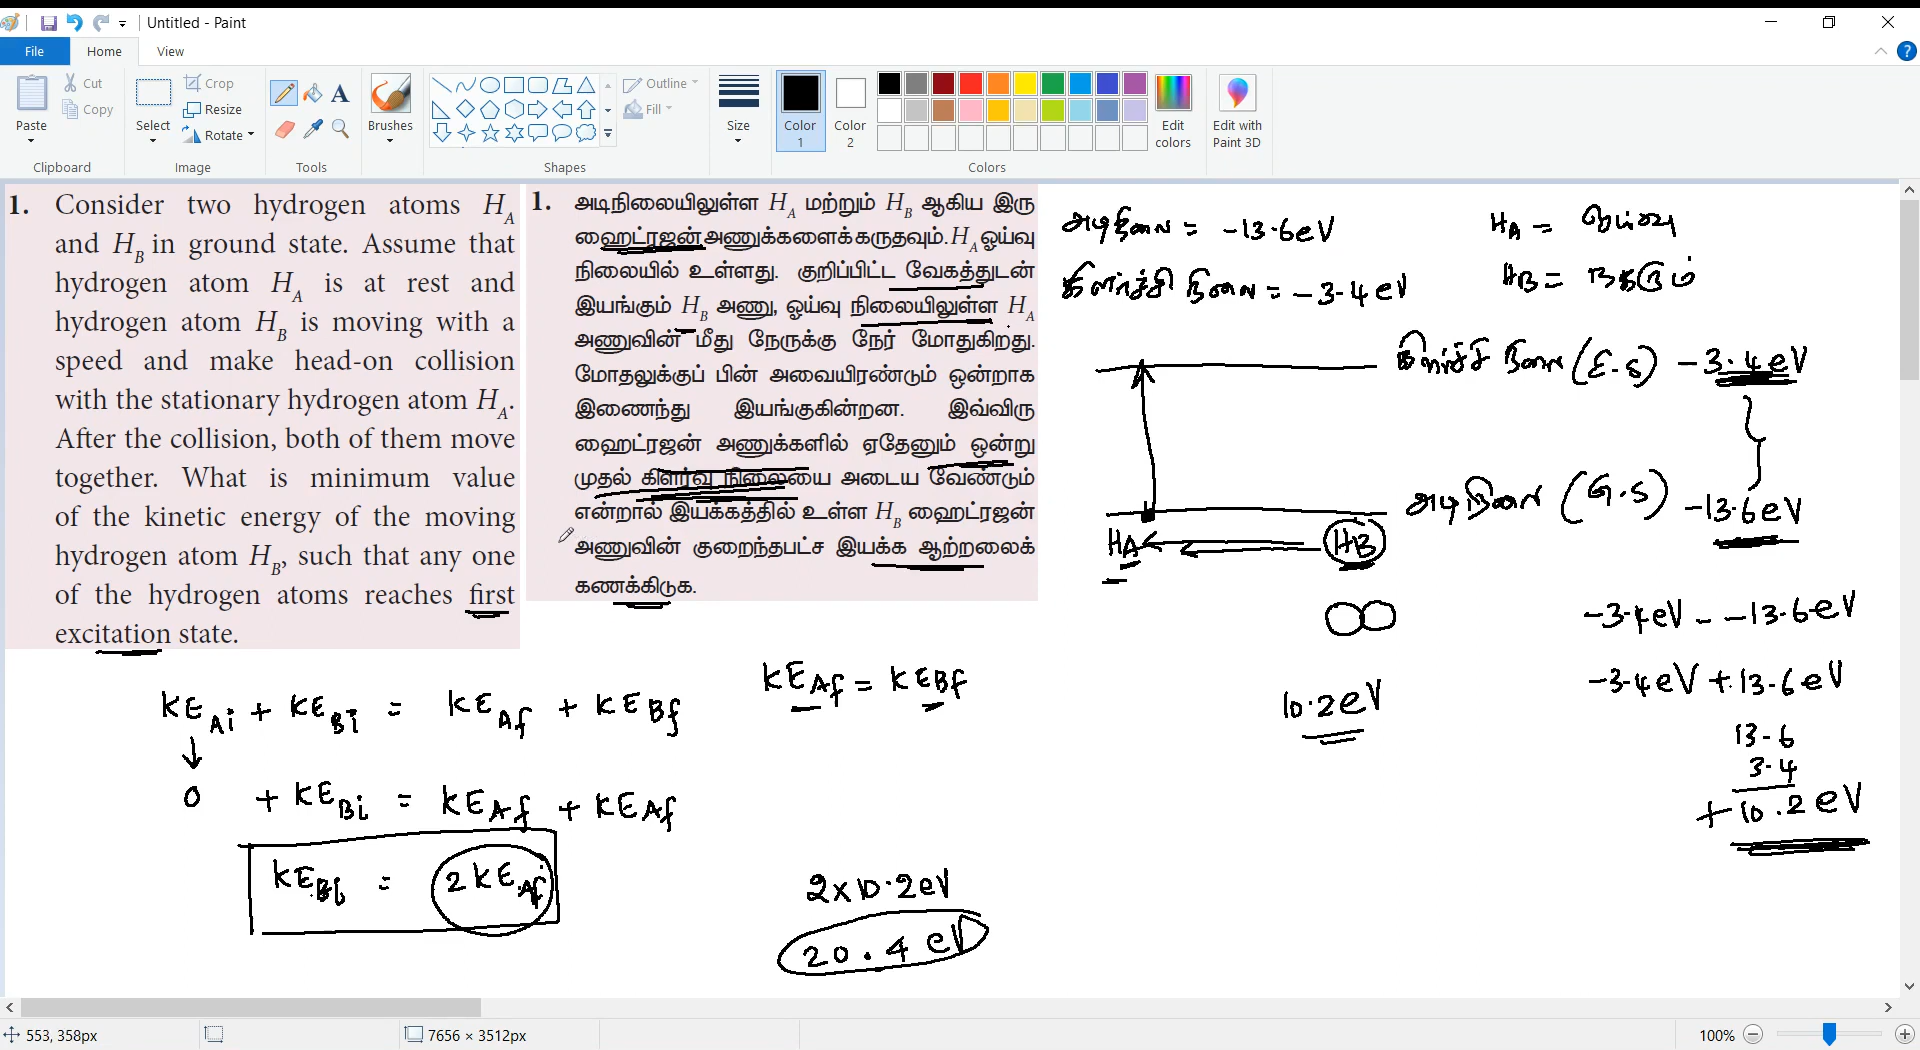 Untitled - Paint
File Home View
Paste
Cut
Copy
Clipboard
Select
Crop
Resize
Rotate
Image
Tools
Brushes
Shapes
Outline
Fill
Size
Color 1
Color 2
Colors
Edit colors
Edit with Paint 3D
1. Consider two hydrogen atoms H_A
and H_B in ground state. Assume that
hydrogen atom H_A is at rest and
hydrogen atom H_B is moving with a
speed and make head-on collision
with the stationary hydrogen atom H_A.
After the collision, both of them move
together. What is minimum value
of the kinetic energy of the moving
hydrogen atom H_B, such that any one
of the hydrogen atoms reaches first
excitation state.
1. அடிநிலையிலுள்ள H_A மற்றும் H_B ஆகிய இரு
ஹைட்ரஜன் அணுக்களைக் கருதவும். H_A ஓய்வு
நிலையில் உள்ளது. குறிப்பிட்ட வேகத்துடன்
இயங்கும் H_B அணு, ஓய்வு நிலையிலுள்ள H_A
அணுவின் மீது நேருக்கு நேர் மோதுகிறது.
மோதலுக்குப் பின் அவையிரண்டும் ஒன்றாக
இணைந்து இயங்குகின்றன. இவ்விரு
ஹைட்ரஜன் அணுக்களில் ஏதேனும் ஒன்று
முதல் கிளர்வு நிலையை அடைய வேண்டும்
என்றால் இயக்கத்தில் உள்ள H_B ஹைட்ரஜன்
அணுவின் குறைந்தபட்ச இயக்க ஆற்றலைக்
கணக்கிடுக.
அடிநிலை = -13.6eV
கிளர்ச்சி நிலை = -3.4eV
HA =
HB =
கிளர்ச்சி நிலை (E.S) -3.4eV
அடிநிலை (G.S) -13.6eV
HA HB
-3.4eV - -13.6eV
-3.4eV + 13.6eV
13.6
3.4
+10.2eV
10.2eV
KE_Ai + KE_Bi = KE_Af + KE_Bf
KE_Af = KE_Bf
0 + KE_Bi = KE_Af + KE_Af
KE_Bi = 2KE_Af
2x10.2eV
20.4 eV
553, 358px
7656 × 3512px
100%